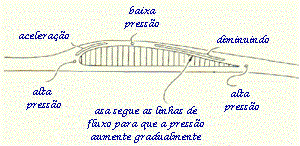 baixa
pressão
aceleração
diminuindo
alta
pressão
alta
pressão
asa segue as linhas de
fluxo para que a pressão
aumente gradualmente